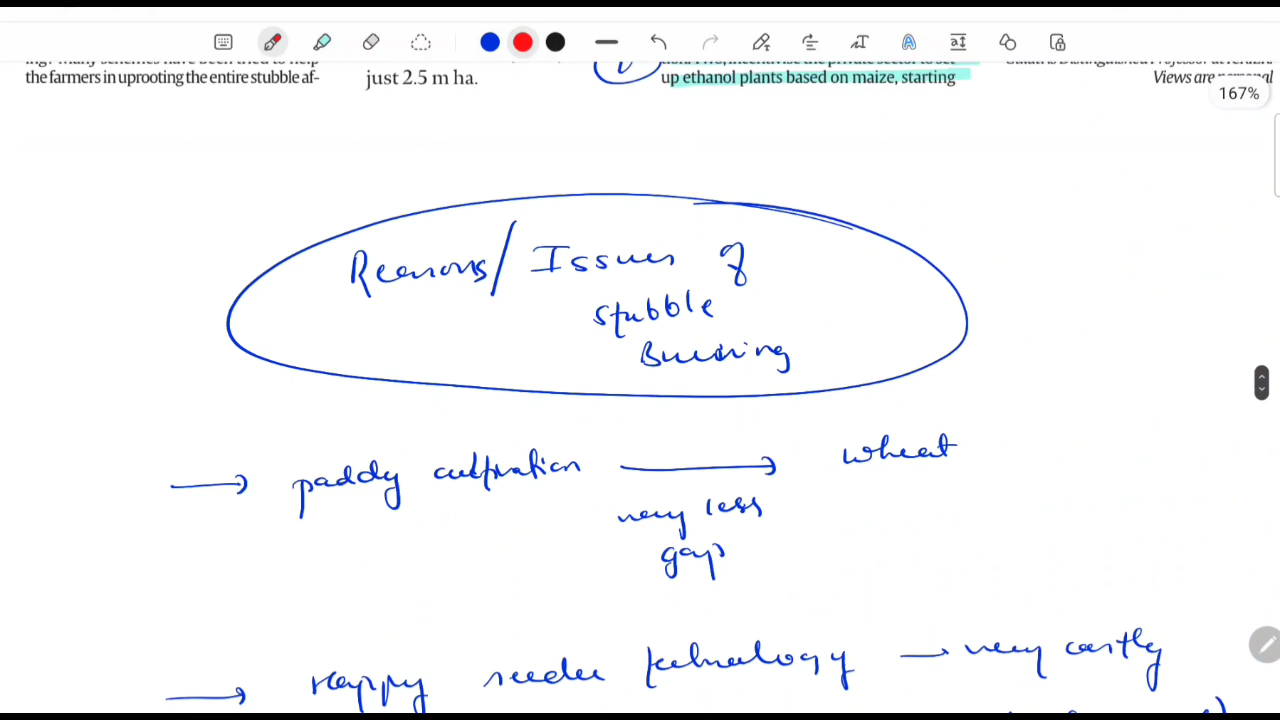 the farmers in uprooting the entire stubble af-
just 2.5 m ha.
up ethanol plants based on maize, starting
Views are
167%
Reasons/ Issues of
stubble
Burning
paddy cultivation
wheat
very less
gap
Happy seeder technology
very costly